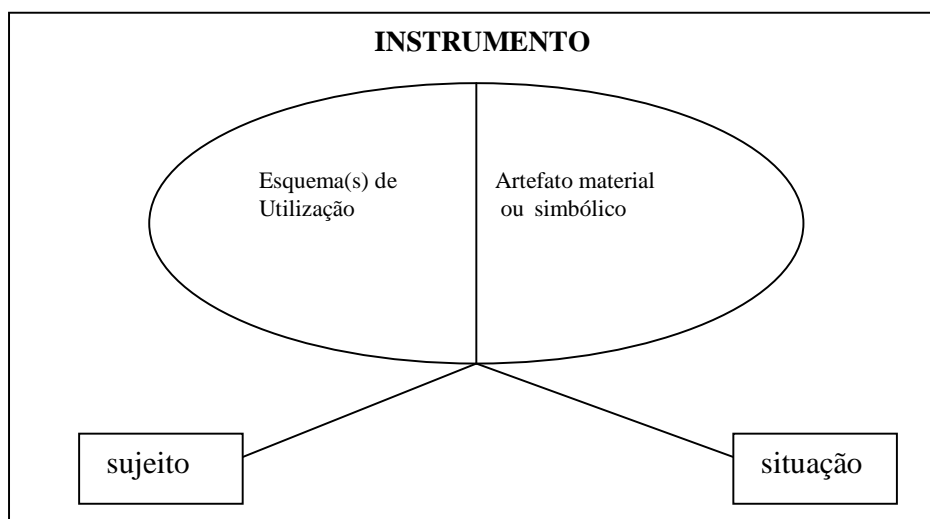 INSTRUMENTO
Esquema(s) de
Utilização
Artefato material
ou simbólico
sujeito
situação